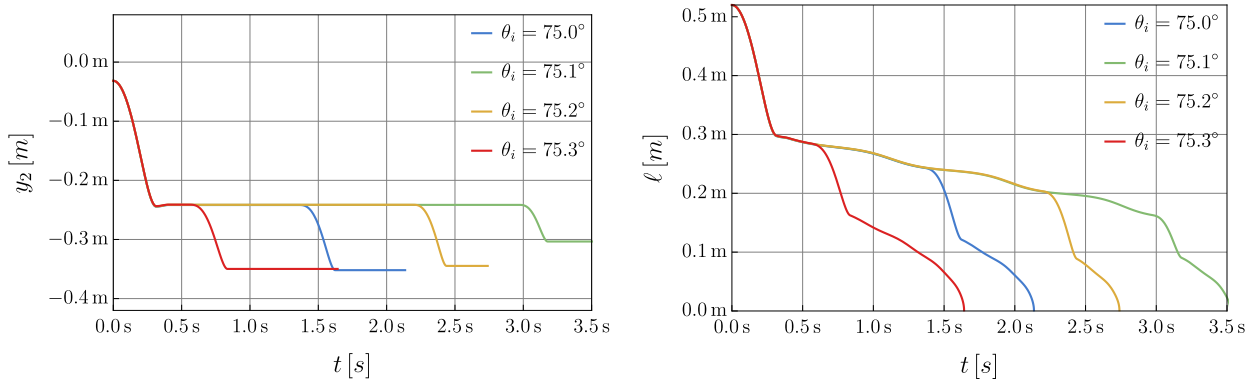 0.0 m
−0.1 m
−0.2 m
−0.3 m
−0.4 m
y₂ [m]
0.0 s 0.5 s 1.0 s 1.5 s 2.0 s 2.5 s 3.0 s 3.5 s
t [s]
θᵢ = 75.0°
θᵢ = 75.1°
θᵢ = 75.2°
θᵢ = 75.3°
0.5 m
0.4 m
0.3 m
0.2 m
0.1 m
0.0 m
ℓ [m]
0.0 s 0.5 s 1.0 s 1.5 s 2.0 s 2.5 s 3.0 s 3.5 s
t [s]
θᵢ = 75.0°
θᵢ = 75.1°
θᵢ = 75.2°
θᵢ = 75.3°